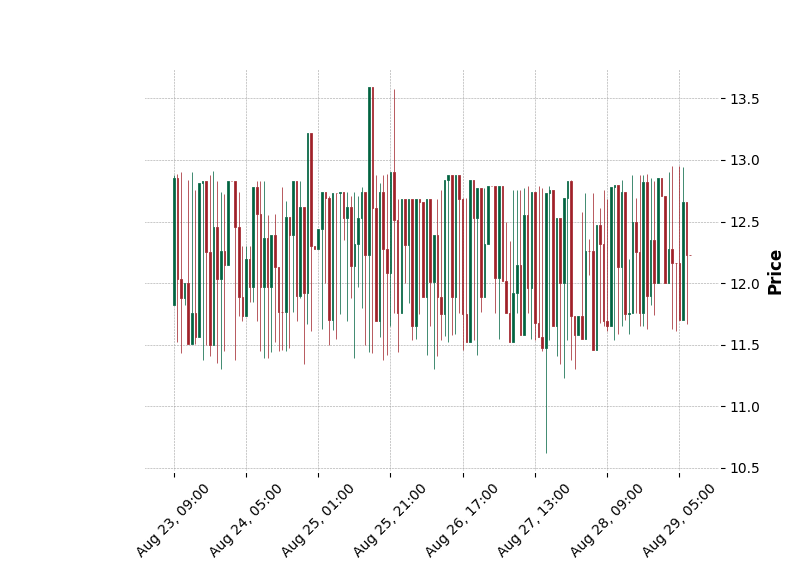 13.5
13.0
12.5
12.0
11.5
11.0
10.5
Price
Aug 23, 09:00
Aug 24, 05:00
Aug 25, 01:00
Aug 25, 21:00
Aug 26, 17:00
Aug 27, 13:00
Aug 28, 09:00
Aug 29, 05:00